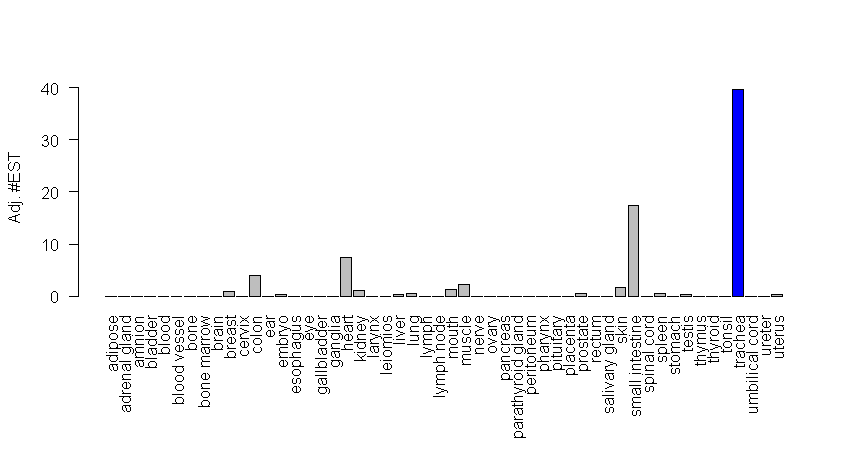 Adj. #EST
40
30
20
10
0
adipose
adrenal gland
amnion
bladder
blood
blood vessel
bone
bone marrow
brain
breast
cervix
colon
ear
embryo
esophagus
eye
gallbladder
ganglia
heart
kidney
larynx
leiomios
liver
lung
lymph
lymph node
mouth
muscle
nerve
ovary
pancreas
parathyroid gland
peritoneum
pharynx
pituitary
placenta
prostate
rectum
salivary gland
skin
small intestine
spinal cord
spleen
stomach
testis
thymus
thyroid
tonsil
trachea
umbilical cord
ureter
uterus